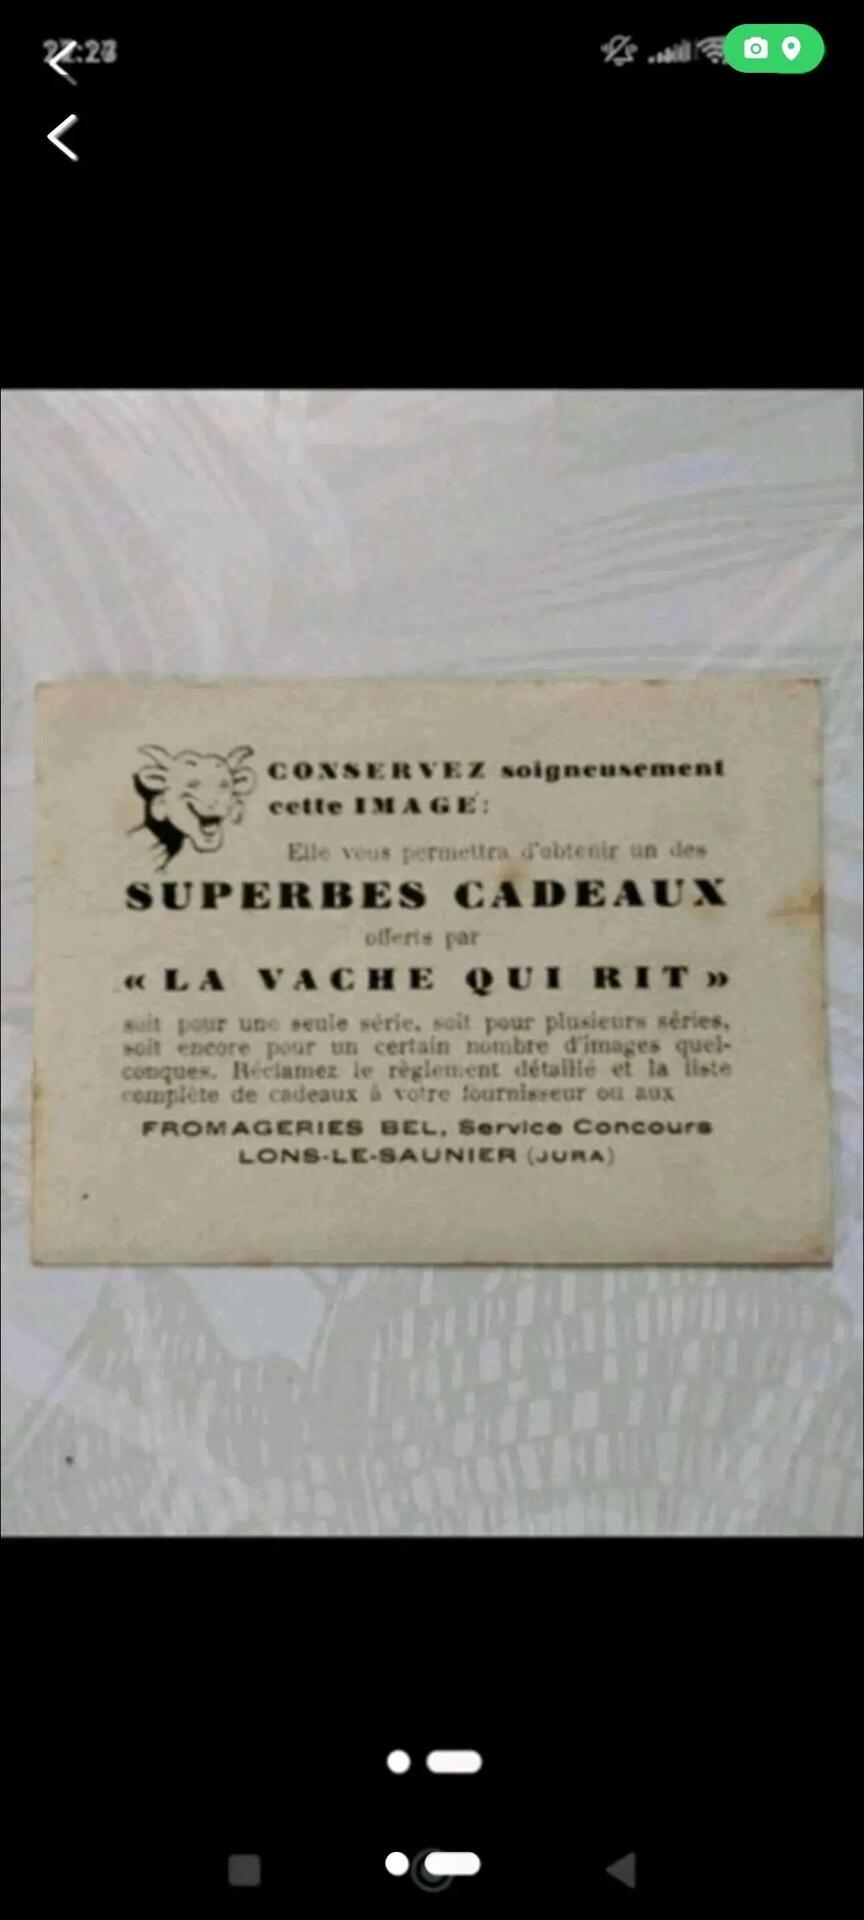 CONSERVEZ soigneusement
cette IMAGE:
Elle vous permettra d'obtenir un des
SUPERBES CADEAUX
offerts par
« LA VACHE QUI RIT »
soit pour une seule série, soit pour plusieurs séries,
soit encore pour un certain nombre d'images quel-
conques. Réclamez le règlement détaillé et la liste
complète de cadeaux à votre fournisseur ou aux
FROMAGERIES BEL, Service Concours
LONS-LE-SAUNIER (JURA)